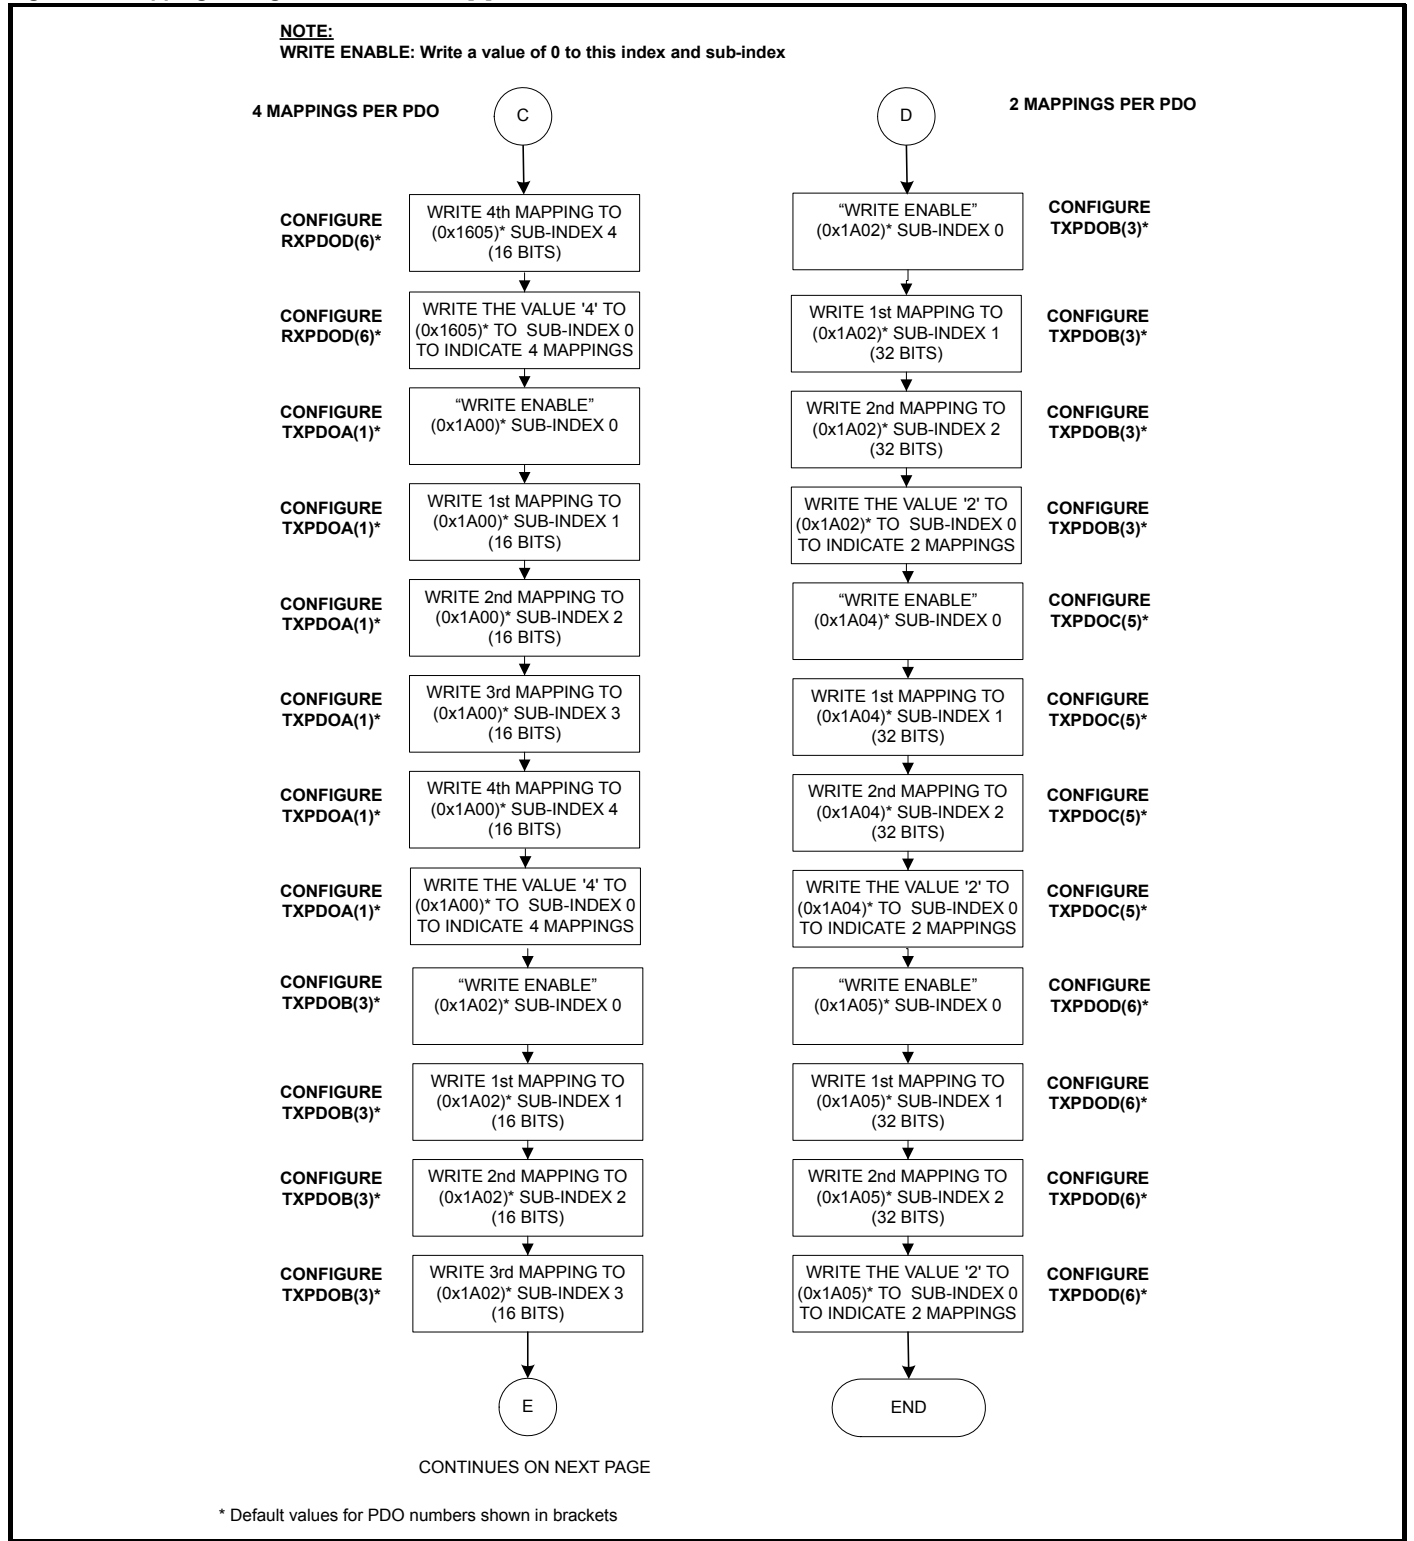 NOTE:
WRITE ENABLE: Write a value of 0 to this index and sub-index
4 MAPPINGS PER PDO
C
CONFIGURE
RXPDOD(6)*
WRITE 4th MAPPING TO
(0x1605)* SUB-INDEX 4
(16 BITS)
CONFIGURE
RXPDOD(6)*
WRITE THE VALUE '4' TO
(0x1605)* TO SUB-INDEX 0
TO INDICATE 4 MAPPINGS
CONFIGURE
TXPDOA(1)*
“WRITE ENABLE”
(0x1A00)* SUB-INDEX 0
CONFIGURE
TXPDOA(1)*
WRITE 1st MAPPING TO
(0x1A00)* SUB-INDEX 1
(16 BITS)
CONFIGURE
TXPDOA(1)*
WRITE 2nd MAPPING TO
(0x1A00)* SUB-INDEX 2
(16 BITS)
CONFIGURE
TXPDOA(1)*
WRITE 3rd MAPPING TO
(0x1A00)* SUB-INDEX 3
(16 BITS)
CONFIGURE
TXPDOA(1)*
WRITE 4th MAPPING TO
(0x1A00)* SUB-INDEX 4
(16 BITS)
CONFIGURE
TXPDOA(1)*
WRITE THE VALUE '4' TO
(0x1A00)* TO SUB-INDEX 0
TO INDICATE 4 MAPPINGS
CONFIGURE
TXPDOB(3)*
“WRITE ENABLE”
(0x1A02)* SUB-INDEX 0
CONFIGURE
TXPDOB(3)*
WRITE 1st MAPPING TO
(0x1A02)* SUB-INDEX 1
(16 BITS)
CONFIGURE
TXPDOB(3)*
WRITE 2nd MAPPING TO
(0x1A02)* SUB-INDEX 2
(16 BITS)
CONFIGURE
TXPDOB(3)*
WRITE 3rd MAPPING TO
(0x1A02)* SUB-INDEX 3
(16 BITS)
E
CONTINUES ON NEXT PAGE
2 MAPPINGS PER PDO
D
“WRITE ENABLE”
(0x1A02)* SUB-INDEX 0
CONFIGURE
TXPDOB(3)*
WRITE 1st MAPPING TO
(0x1A02)* SUB-INDEX 1
(32 BITS)
CONFIGURE
TXPDOB(3)*
WRITE 2nd MAPPING TO
(0x1A02)* SUB-INDEX 2
(32 BITS)
CONFIGURE
TXPDOB(3)*
WRITE THE VALUE '2' TO
(0x1A02)* TO SUB-INDEX 0
TO INDICATE 2 MAPPINGS
CONFIGURE
TXPDOB(3)*
“WRITE ENABLE”
(0x1A04)* SUB-INDEX 0
CONFIGURE
TXPDOC(5)*
WRITE 1st MAPPING TO
(0x1A04)* SUB-INDEX 1
(32 BITS)
CONFIGURE
TXPDOC(5)*
WRITE 2nd MAPPING TO
(0x1A04)* SUB-INDEX 2
(32 BITS)
CONFIGURE
TXPDOC(5)*
WRITE THE VALUE '2' TO
(0x1A04)* TO SUB-INDEX 0
TO INDICATE 2 MAPPINGS
CONFIGURE
TXPDOC(5)*
“WRITE ENABLE”
(0x1A05)* SUB-INDEX 0
CONFIGURE
TXPDOD(6)*
WRITE 1st MAPPING TO
(0x1A05)* SUB-INDEX 1
(32 BITS)
CONFIGURE
TXPDOD(6)*
WRITE 2nd MAPPING TO
(0x1A05)* SUB-INDEX 2
(32 BITS)
CONFIGURE
TXPDOD(6)*
WRITE THE VALUE '2' TO
(0x1A05)* TO SUB-INDEX 0
TO INDICATE 2 MAPPINGS
CONFIGURE
TXPDOD(6)*
END
* Default values for PDO numbers shown in brackets